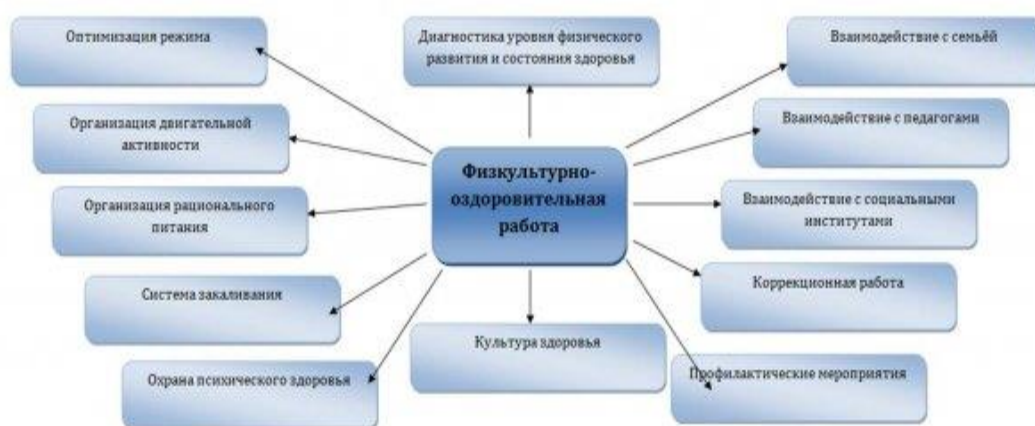 Оптимизация режима
Диагностика уровня физического
развития и состояния здоровья
Взаимодействие с семьёй
Организация двигательной
активности
Взаимодействие с педагогами
Физкультурно-
оздоровительная
работа
Организация рационального
питания
Взаимодействие с социальными
институтами
Система закаливания
Коррекционная работа
Культура здоровья
Охрана психического здоровья
Профилактические мероприятия